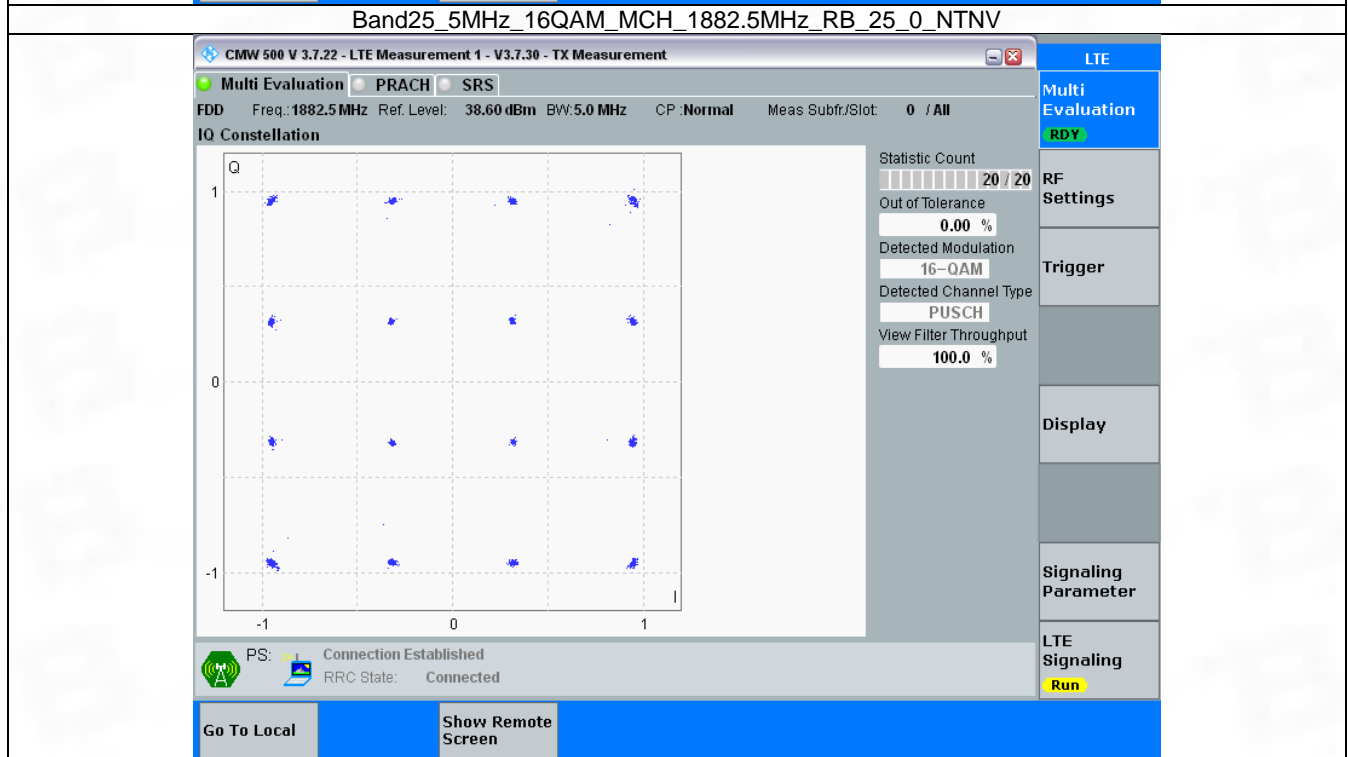 Band25_5MHz_16QAM_MCH_1882.5MHz_RB_25_0_NTNV
CMW 500 V 3.7.22 - LTE Measurement 1 - V3.7.30 - TX Measurement
LTE
Multi Evaluation PRACH SRS
Multi
Evaluation
RDY
FDD Freq.:1882.5 MHz Ref. Level: 38.60 dBm BW:5.0 MHz CP :Normal Meas Subfr./Slot: 0 / All
IQ Constellation
Q
1
0
-1
I
-1 0 1
Statistic Count
20 / 20
Out of Tolerance
0.00 %
Detected Modulation
16-QAM
Detected Channel Type
PUSCH
View Filter Throughput
100.0 %
RF
Settings
Trigger
Display
Signaling
Parameter
LTE
Signaling
Run
PS: Connection Established
RRC State: Connected
Go To Local
Show Remote
Screen